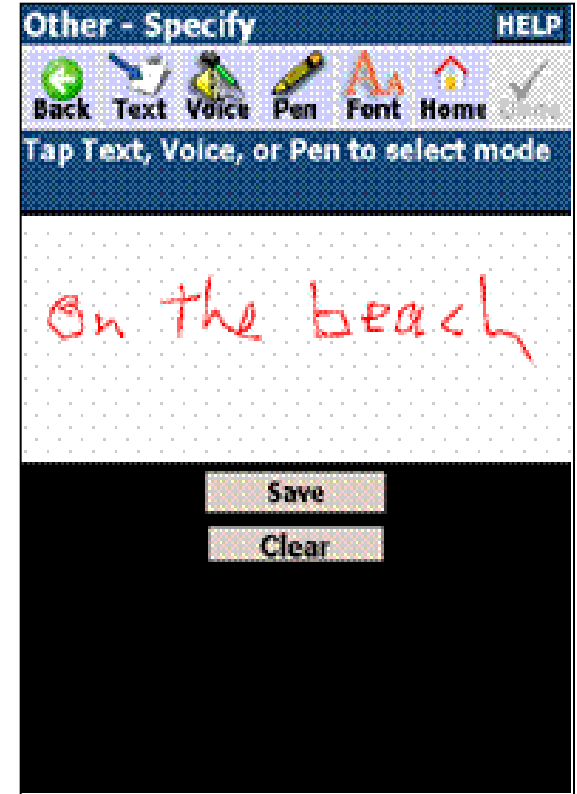 Other - Specify HELP
Back Text Voice Pen Font Home
Tap Text, Voice, or Pen to select mode
on the beach
Save
Clear